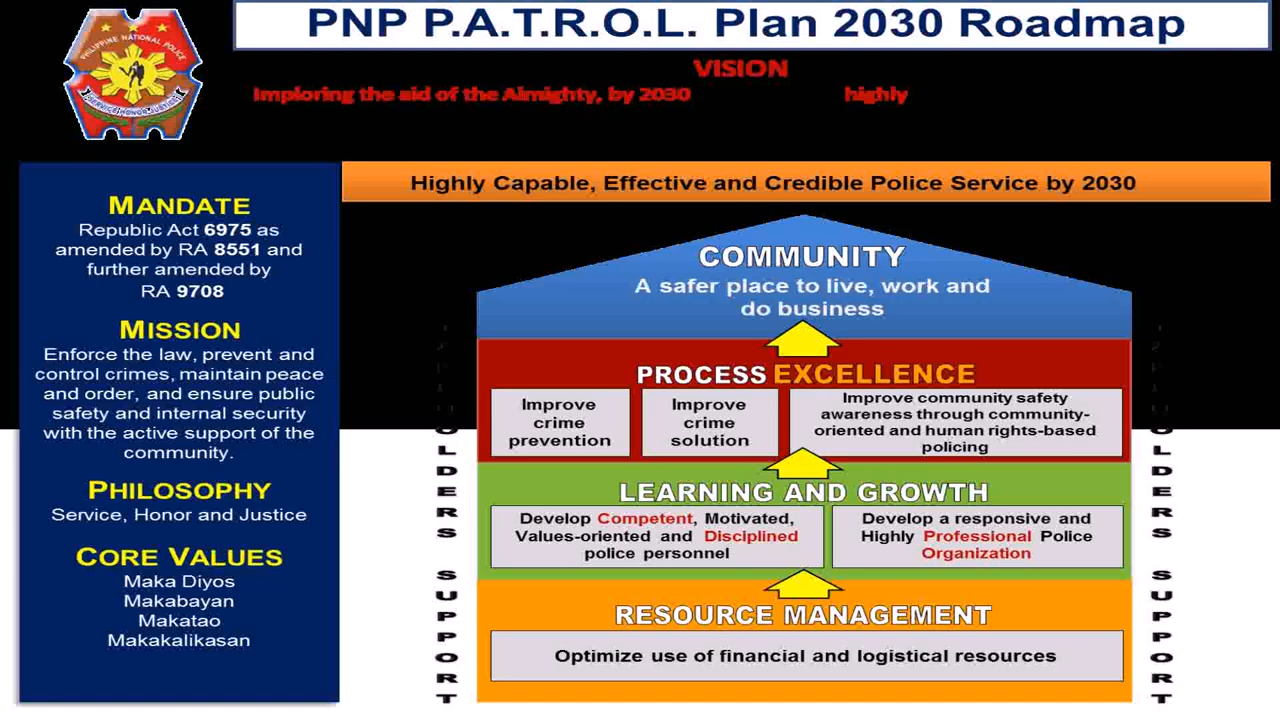 PNP P.A.T.R.O.L. Plan 2030 Roadmap
PHILIPPINE NATIONAL POLICE
SERVICE HONOR JUSTICE
VISION
Imploring the aid of the Almighty, by 2030 highly
Highly Capable, Effective and Credible Police Service by 2030
MANDATE
Republic Act 6975 as
amended by RA 8551 and
further amended by
RA 9708
MISSION
Enforce the law, prevent and
control crimes, maintain peace
and order, and ensure public
safety and internal security
with the active support of the
community.
PHILOSOPHY
Service, Honor and Justice
CORE VALUES
Maka Diyos
Makabayan
Makatao
Makakalikasan
COMMUNITY
A safer place to live, work and
do business
PROCESS EXCELLENCE
Improve
crime
prevention
Improve
crime
solution
Improve community safety
awareness through community-
oriented and human rights-based
policing
LEARNING AND GROWTH
Develop Competent, Motivated,
Values-oriented and Disciplined
police personnel
Develop a responsive and
Highly Professional Police
Organization
RESOURCE MANAGEMENT
Optimize use of financial and logistical resources
SUPPORT
SUPPORT